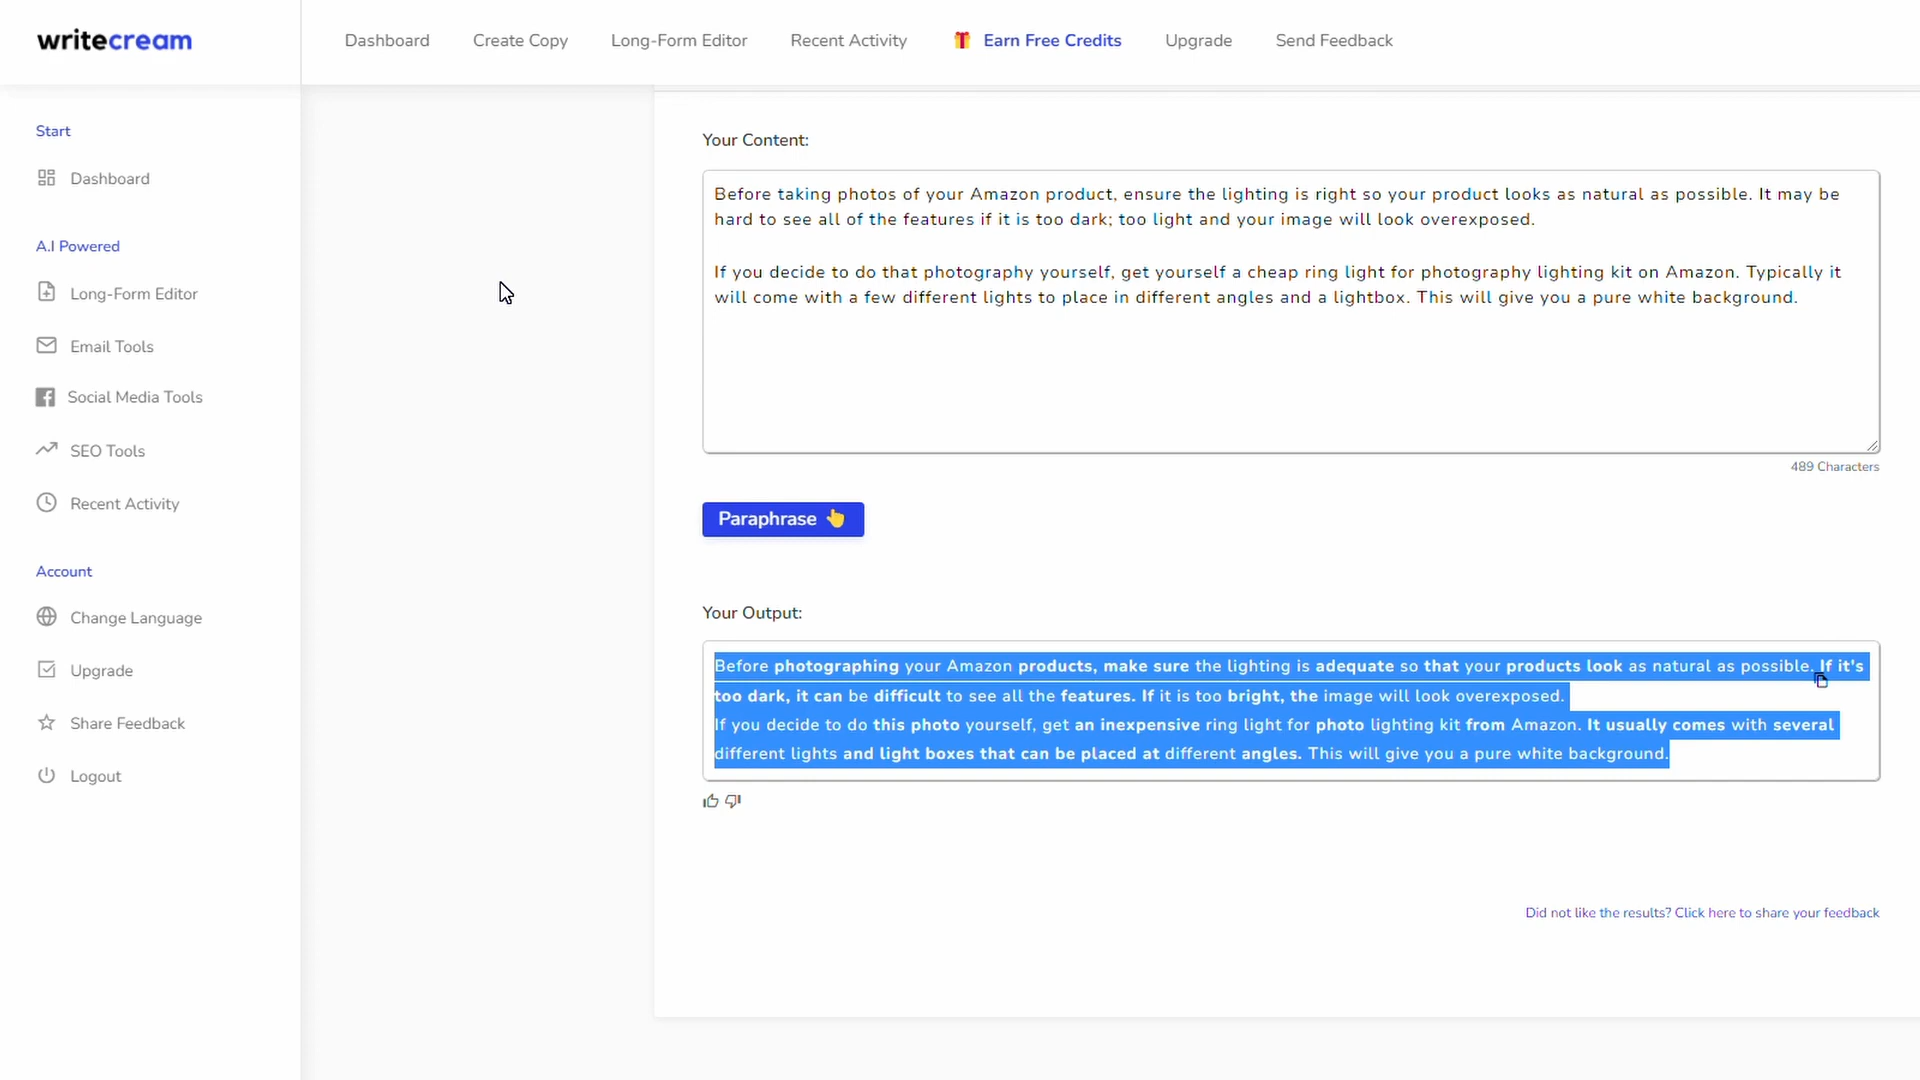 writecream
Dashboard
Create Copy
Long-Form Editor
Recent Activity
Earn Free Credits
Upgrade
Send Feedback
Start
Dashboard
A.I Powered
Long-Form Editor
Email Tools
Social Media Tools
SEO Tools
Recent Activity
Account
Change Language
Upgrade
Share Feedback
Logout
Your Content:
Before taking photos of your Amazon product, ensure the lighting is right so your product looks as natural as possible. It may be
hard to see all of the features if it is too dark; too light and your image will look overexposed.
If you decide to do that photography yourself, get yourself a cheap ring light for photography lighting kit on Amazon. Typically it
will come with a few different lights to place in different angles and a lightbox. This will give you a pure white background.
489 Characters
Paraphrase
Your Output:
Before photographing your Amazon products, make sure the lighting is adequate so that your products look as natural as possible. If it's
too dark, it can be difficult to see all the features. If it is too bright, the image will look overexposed.
If you decide to do this photo yourself, get an inexpensive ring light for photo lighting kit from Amazon. It usually comes with several
different lights and light boxes that can be placed at different angles. This will give you a pure white background.
Did not like the results? Click here to share your feedback